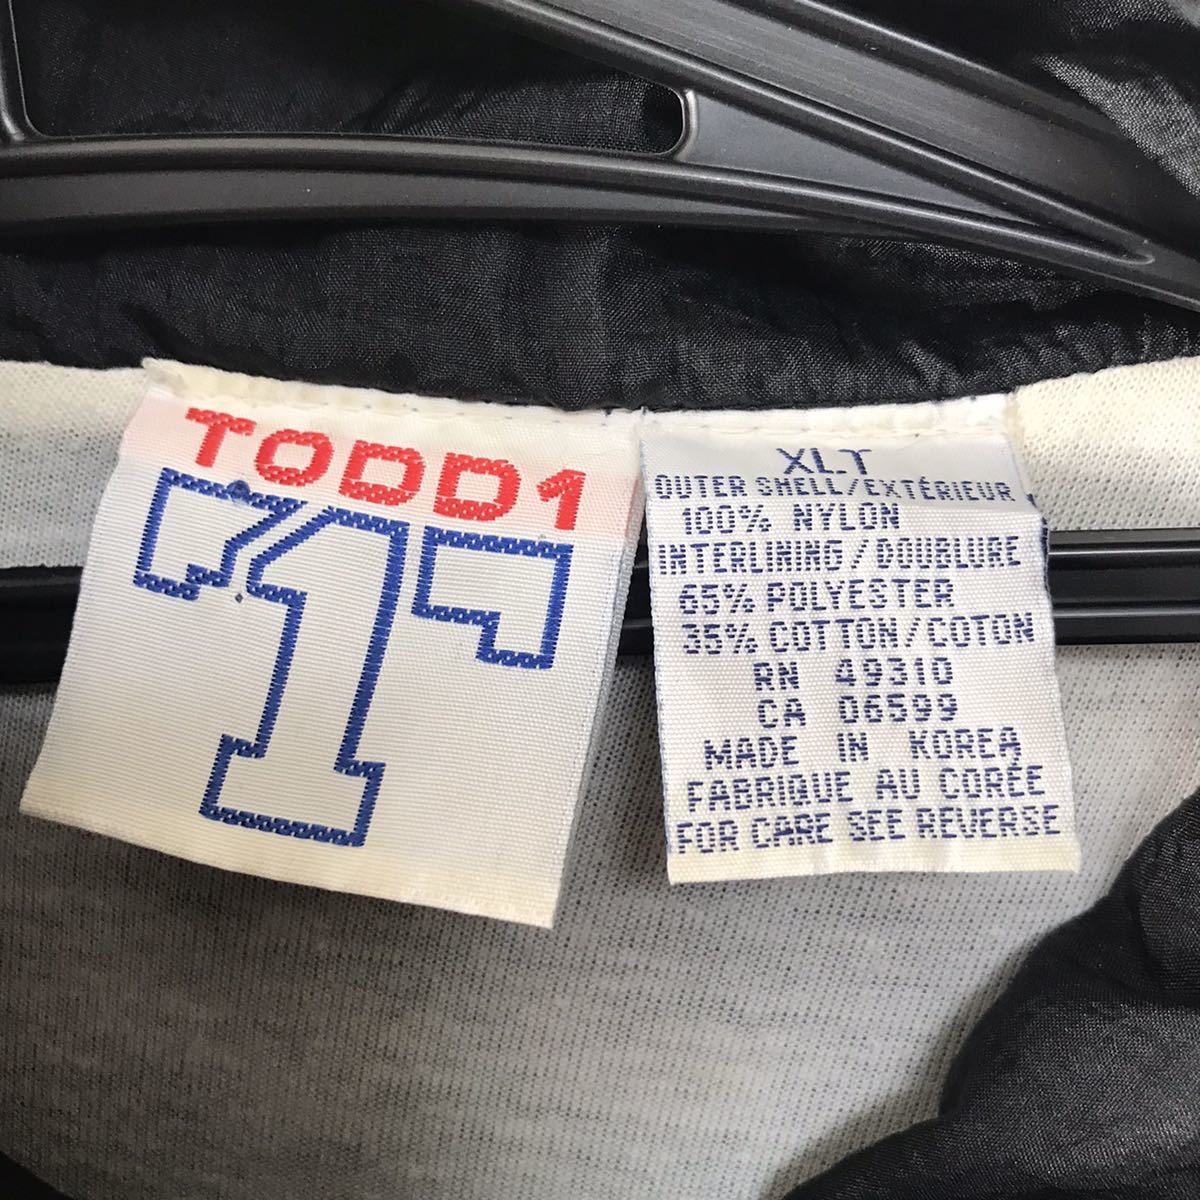 TODD1
T1
XLT
OUTER SHELL/EXTÉRIEUR
100% NYLON
INTERLINING/DOUBLURE
65% POLYESTER
35% COTTON/COTON
RN 49310
CA 06599
MADE IN KOREA
FABRIQUE AU CORÉE
FOR CARE SEE REVERSE